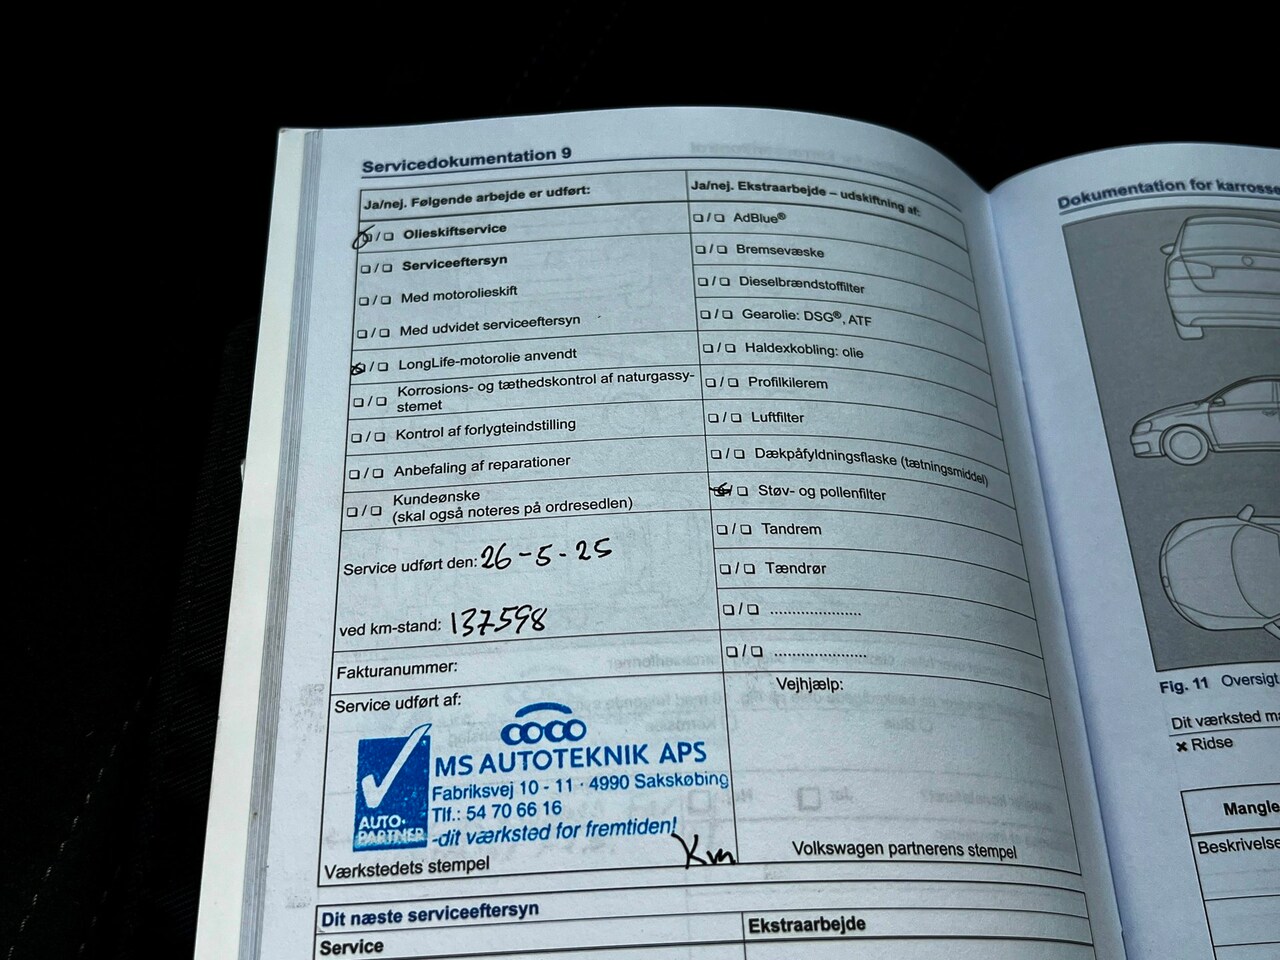 Servicedokumentation 9
Ja/nej. Følgende arbejde er udført:
❏ / ❏ Olieskiftservice
❏ / ❏ Serviceeftersyn
❏ / ❏ Med motorolieskift
❏ / ❏ Med udvidet serviceeftersyn
❏ / ❏ LongLife-motorolie anvendt
❏ / ❏ Korrosions- og tæthedskontrol af naturgassy-
stemet
❏ / ❏ Kontrol af forlygteindstilling
❏ / ❏ Anbefaling af reparationer
❏ / ❏ Kundeønske
(skal også noteres på ordresedlen)
Service udført den: 26-5-25
ved km-stand: 137598
Fakturanummer:
Service udført af:
COCO
MS AUTOTEKNIK APS
Fabriksvej 10 - 11 · 4990 Sakskøbing
Tlf.: 54 70 66 16
-dit værksted for fremtiden!
AUTO-
PARTNER
Km
Værkstedets stempel
Ja/nej. Ekstraarbejde – udskiftning af:
❏ / ❏ AdBlue®
❏ / ❏ Bremsevæske
❏ / ❏ Dieselbrændstoffilter
❏ / ❏ Gearolie: DSG®, ATF
❏ / ❏ Haldexkobling: olie
❏ / ❏ Profilkilerem
❏ / ❏ Luftfilter
❏ / ❏ Dækpåfyldningsflaske (tætningsmiddel)
❏ / ❏ Støv- og pollenfilter
❏ / ❏ Tandrem
❏ / ❏ Tændrør
❏ / ❏ .....................
❏ / ❏ .....................
Vejhjælp:
Volkswagen partnerens stempel
Dit næste serviceeftersyn
Service
Ekstraarbejde
Dokumentation for karrosse
Fig. 11 Oversigt
Dit værksted ma
✖ Ridse
Mangle
Beskrivelse